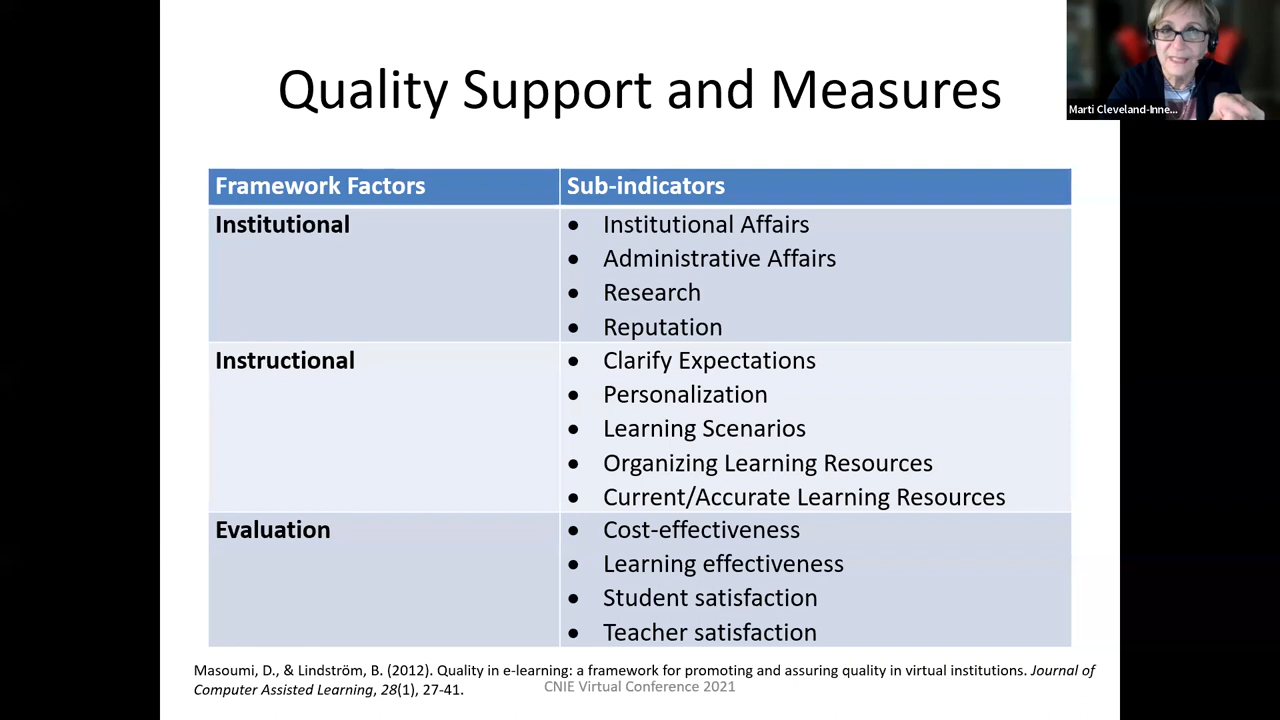 Quality Support and Measures
Marti Cleveland-Inne...
Framework Factors
Sub-indicators
Institutional
• Institutional Affairs
• Administrative Affairs
• Research
• Reputation
Instructional
• Clarify Expectations
• Personalization
• Learning Scenarios
• Organizing Learning Resources
• Current/Accurate Learning Resources
Evaluation
• Cost-effectiveness
• Learning effectiveness
• Student satisfaction
• Teacher satisfaction
Masoumi, D., & Lindström, B. (2012). Quality in e-learning: a framework for promoting and assuring quality in virtual institutions. Journal of
Computer Assisted Learning, 28(1), 27-41.
CNIE Virtual Conference 2021